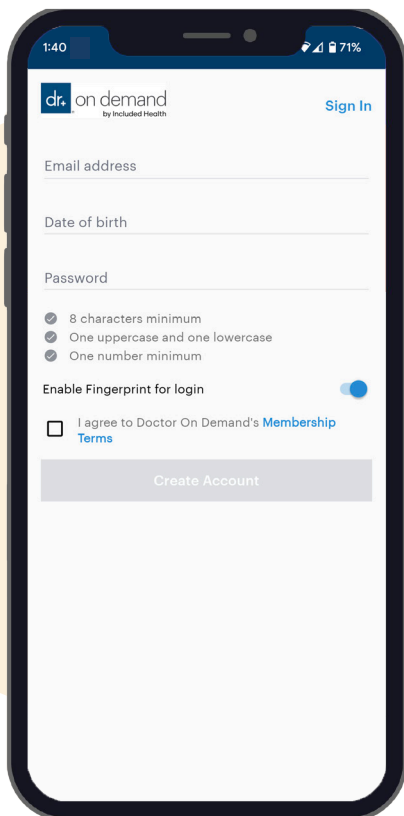 1:40
71%
dr+ on demand
by Included Health
Sign In
Email address
Date of birth
Password
8 characters minimum
One uppercase and one lowercase
One number minimum
Enable Fingerprint for login
I agree to Doctor On Demand's Membership
Terms
Create Account